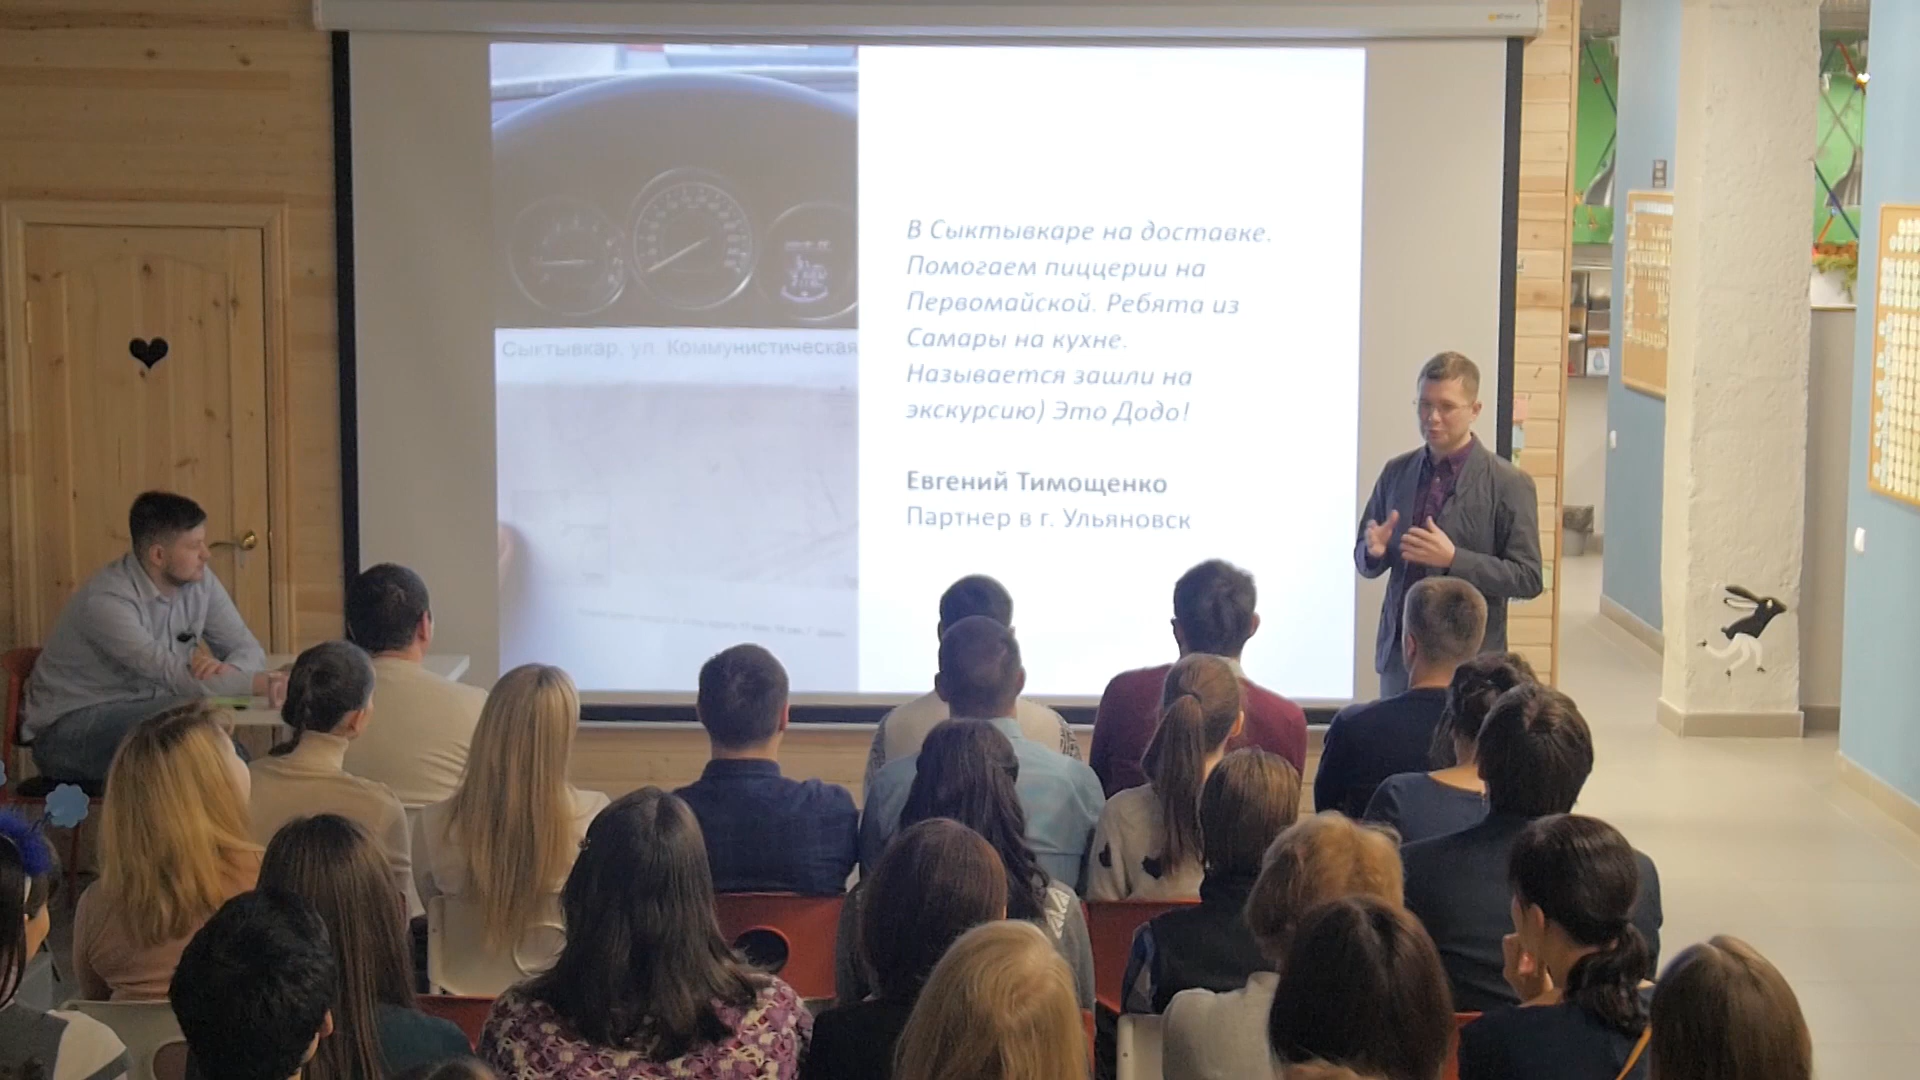 Сыктывкар, ул. Коммунистическая
В Сыктывкаре на доставке.
Помогаем пиццерии на
Первомайской. Ребята из
Самары на кухне.
Называется зашли на
экскурсию) Это Додо!
Евгений Тимощенко
Партнер в г. Ульяновск